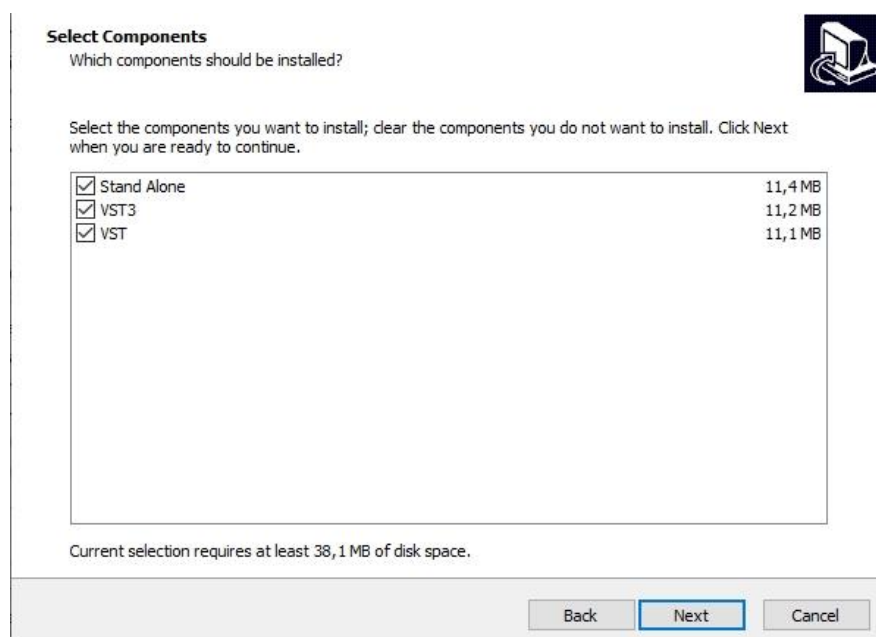 Select Components
Which components should be installed?
Select the components you want to install; clear the components you do not want to install. Click Next
when you are ready to continue.
Stand Alone 11,4 MB
VST3 11,2 MB
VST 11,1 MB
Current selection requires at least 38,1 MB of disk space.
Back Next Cancel